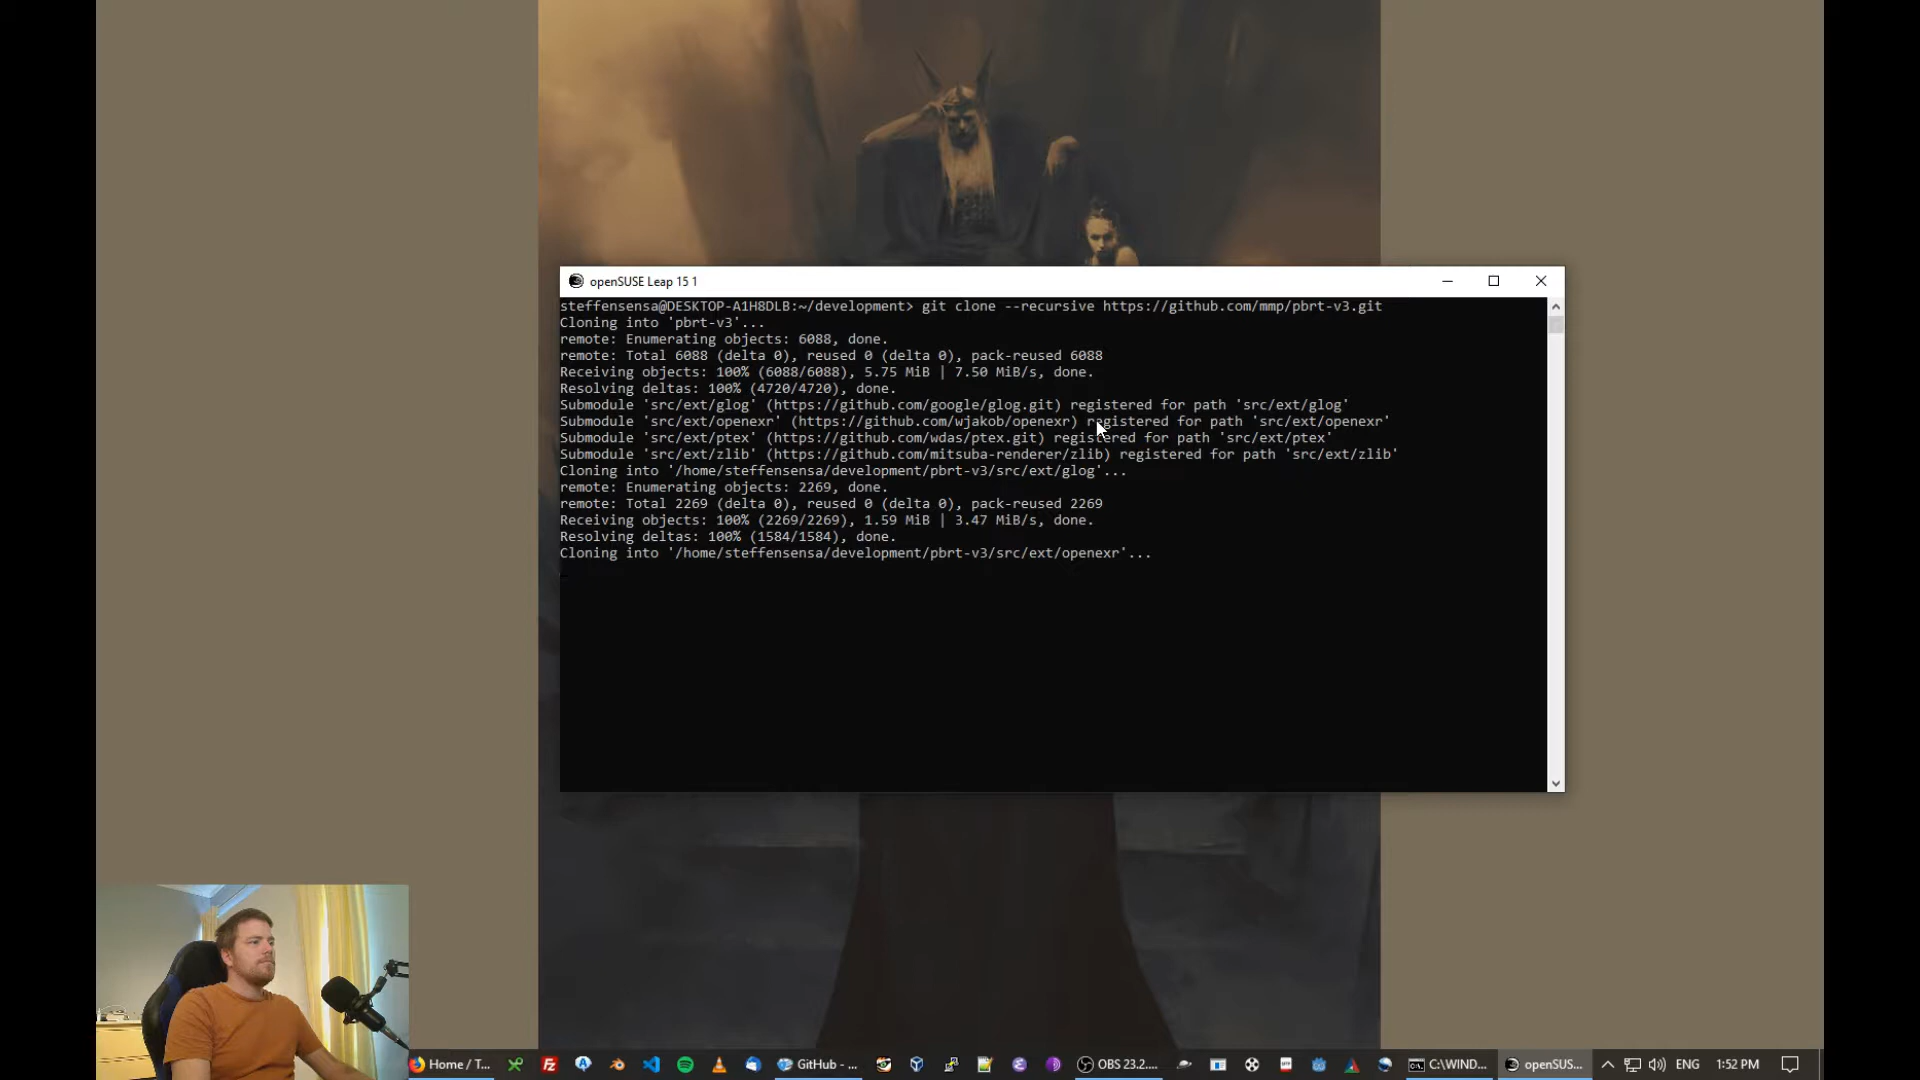 openSUSE Leap 15 1
steffensensa@DESKTOP-A1H8DLB:~/development> git clone --recursive https://github.com/mmp/pbrt-v3.git
Cloning into 'pbrt-v3'...
remote: Enumerating objects: 6088, done.
remote: Total 6088 (delta 0), reused 0 (delta 0), pack-reused 6088
Receiving objects: 100% (6088/6088), 5.75 MiB | 7.50 MiB/s, done.
Resolving deltas: 100% (4720/4720), done.
Submodule 'src/ext/glog' (https://github.com/google/glog.git) registered for path 'src/ext/glog'
Submodule 'src/ext/openexr' (https://github.com/wjakob/openexr) registered for path 'src/ext/openexr'
Submodule 'src/ext/ptex' (https://github.com/wdas/ptex.git) registered for path 'src/ext/ptex'
Submodule 'src/ext/zlib' (https://github.com/mitsuba-renderer/zlib) registered for path 'src/ext/zlib'
Cloning into '/home/steffensensa/development/pbrt-v3/src/ext/glog'...
remote: Enumerating objects: 2269, done.
remote: Total 2269 (delta 0), reused 0 (delta 0), pack-reused 2269
Receiving objects: 100% (2269/2269), 1.59 MiB | 3.47 MiB/s, done.
Resolving deltas: 100% (1584/1584), done.
Cloning into '/home/steffensensa/development/pbrt-v3/src/ext/openexr'...
Home / T... GitHub - ... OBS 23.2.... C:\WIND... openSUS... ENG 1:52 PM